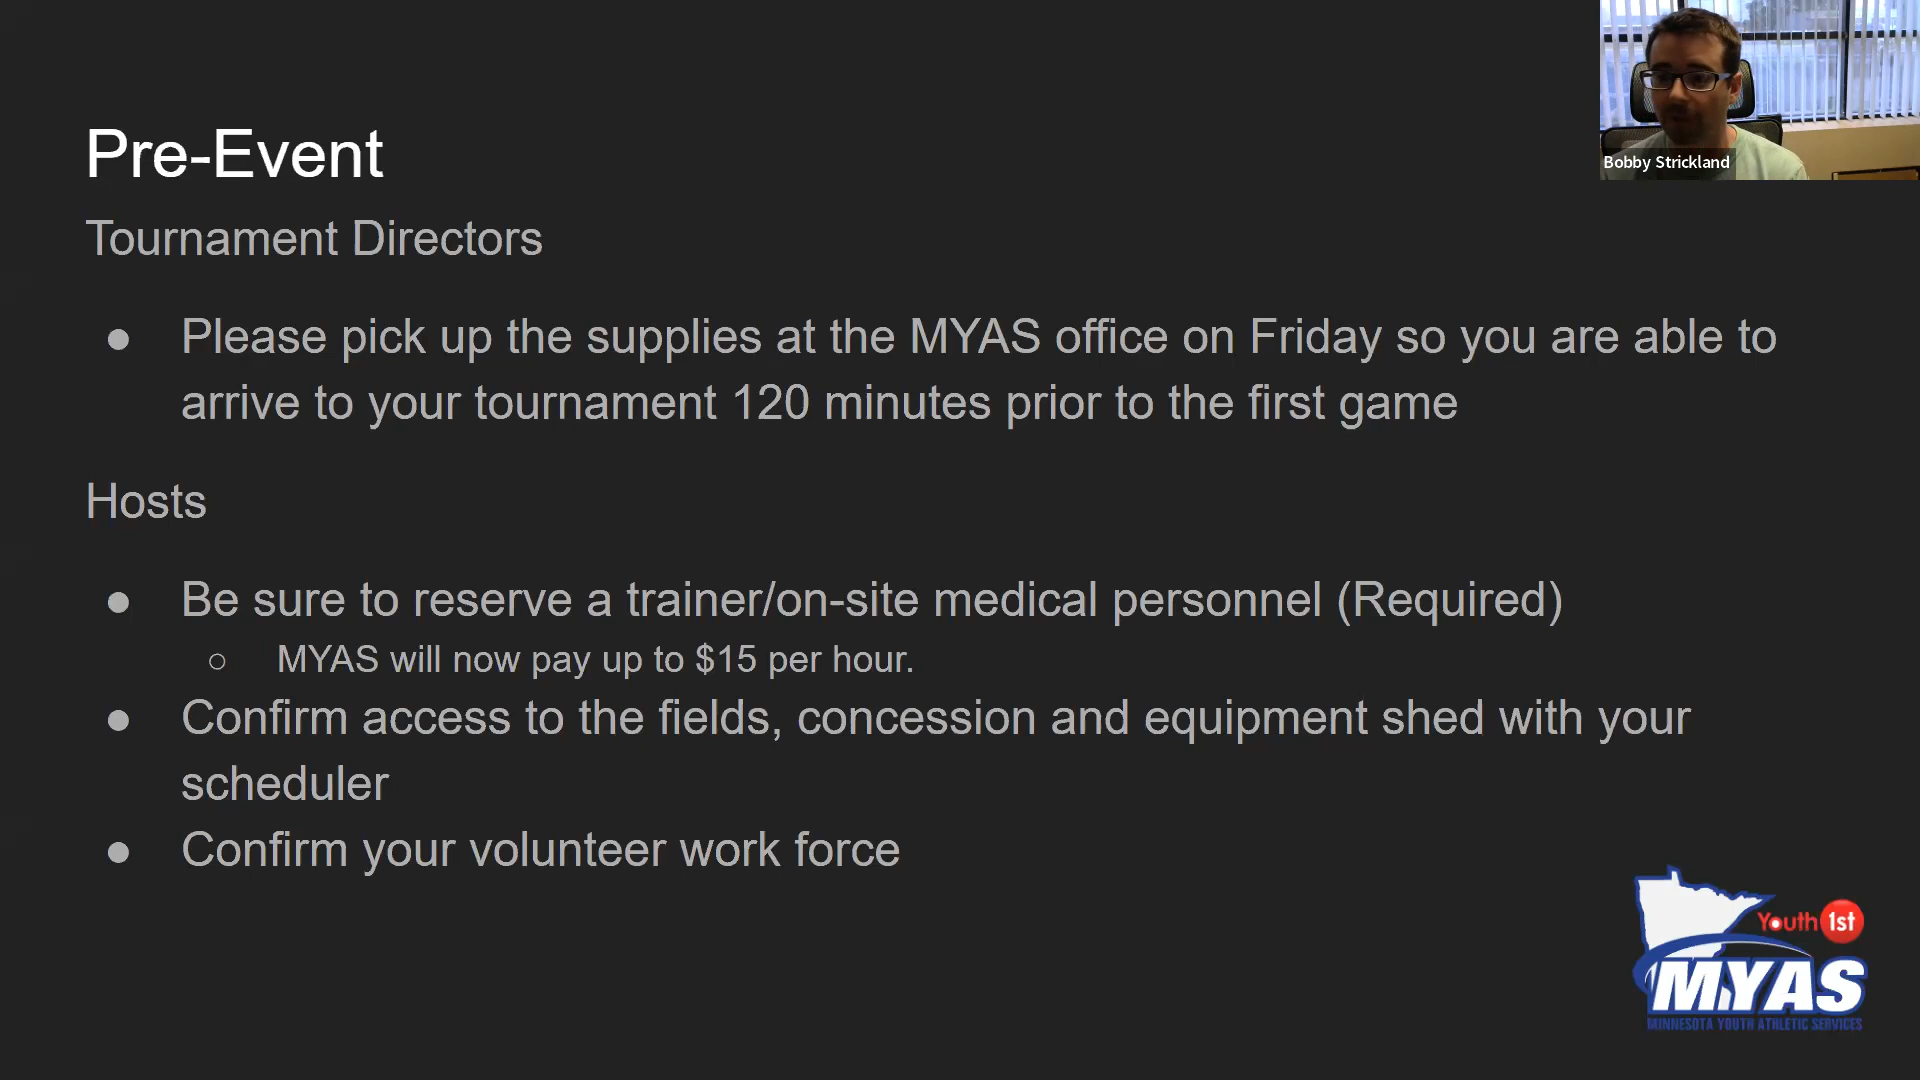 Pre-Event
Bobby Strickland
Tournament Directors
● Please pick up the supplies at the MYAS office on Friday so you are able to
arrive to your tournament 120 minutes prior to the first game
Hosts
● Be sure to reserve a trainer/on-site medical personnel (Required)
○ MYAS will now pay up to $15 per hour.
● Confirm access to the fields, concession and equipment shed with your
scheduler
● Confirm your volunteer work force
Youth 1st
MYAS
MINNESOTA YOUTH ATHLETIC SERVICES